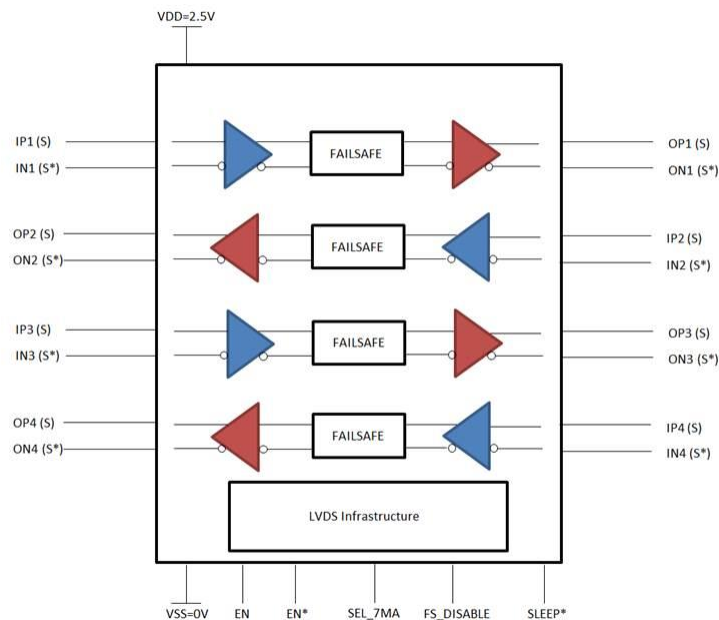 VDD=2.5V
IP1 (S)
IN1 (S*)
FAILSAFE
OP1 (S)
ON1 (S*)
OP2 (S)
ON2 (S*)
FAILSAFE
IP2 (S)
IN2 (S*)
IP3 (S)
IN3 (S*)
FAILSAFE
OP3 (S)
ON3 (S*)
OP4 (S)
ON4 (S*)
FAILSAFE
IP4 (S)
IN4 (S*)
LVDS Infrastructure
VSS=0V
EN
EN*
SEL_7MA
FS_DISABLE
SLEEP*